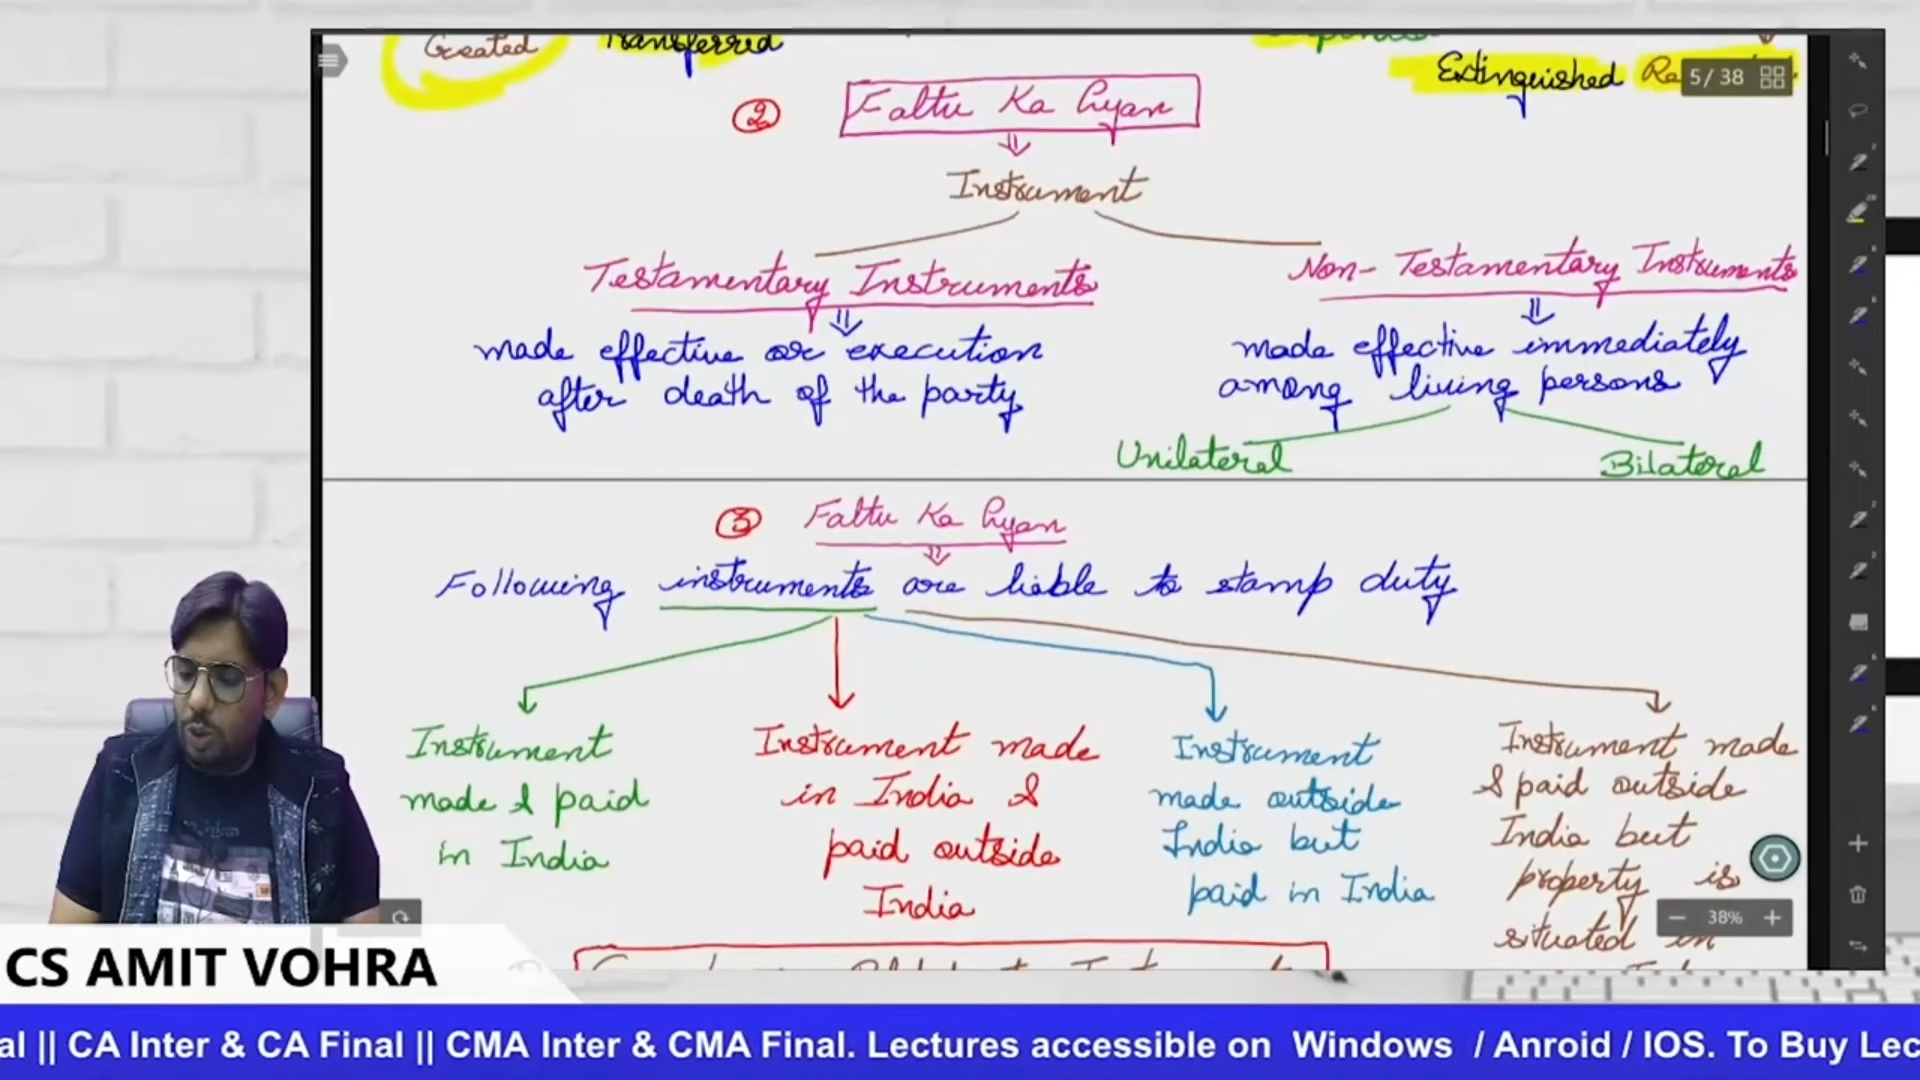 Created Transferred
Extinguished
5/ 38
② Faltu Ka Gyan
Instrument
Testamentary Instruments
Non- Testamentary Instruments
made effective or execution
after death of the party
made effective immediately
among living persons
Unilateral
Bilateral
③ Faltu Ka Gyan
Following instruments are liable to stamp duty
Instrument
made & paid
in India
Instrument made
in India &
paid outside
India
Instrument
made outside
India but
paid in India
Instrument made
& paid outside
India but
property is
situated in
38%
CS AMIT VOHRA
al || CA Inter & CA Final || CMA Inter & CMA Final. Lectures accessible on Windows / Anroid / IOS. To Buy Lec